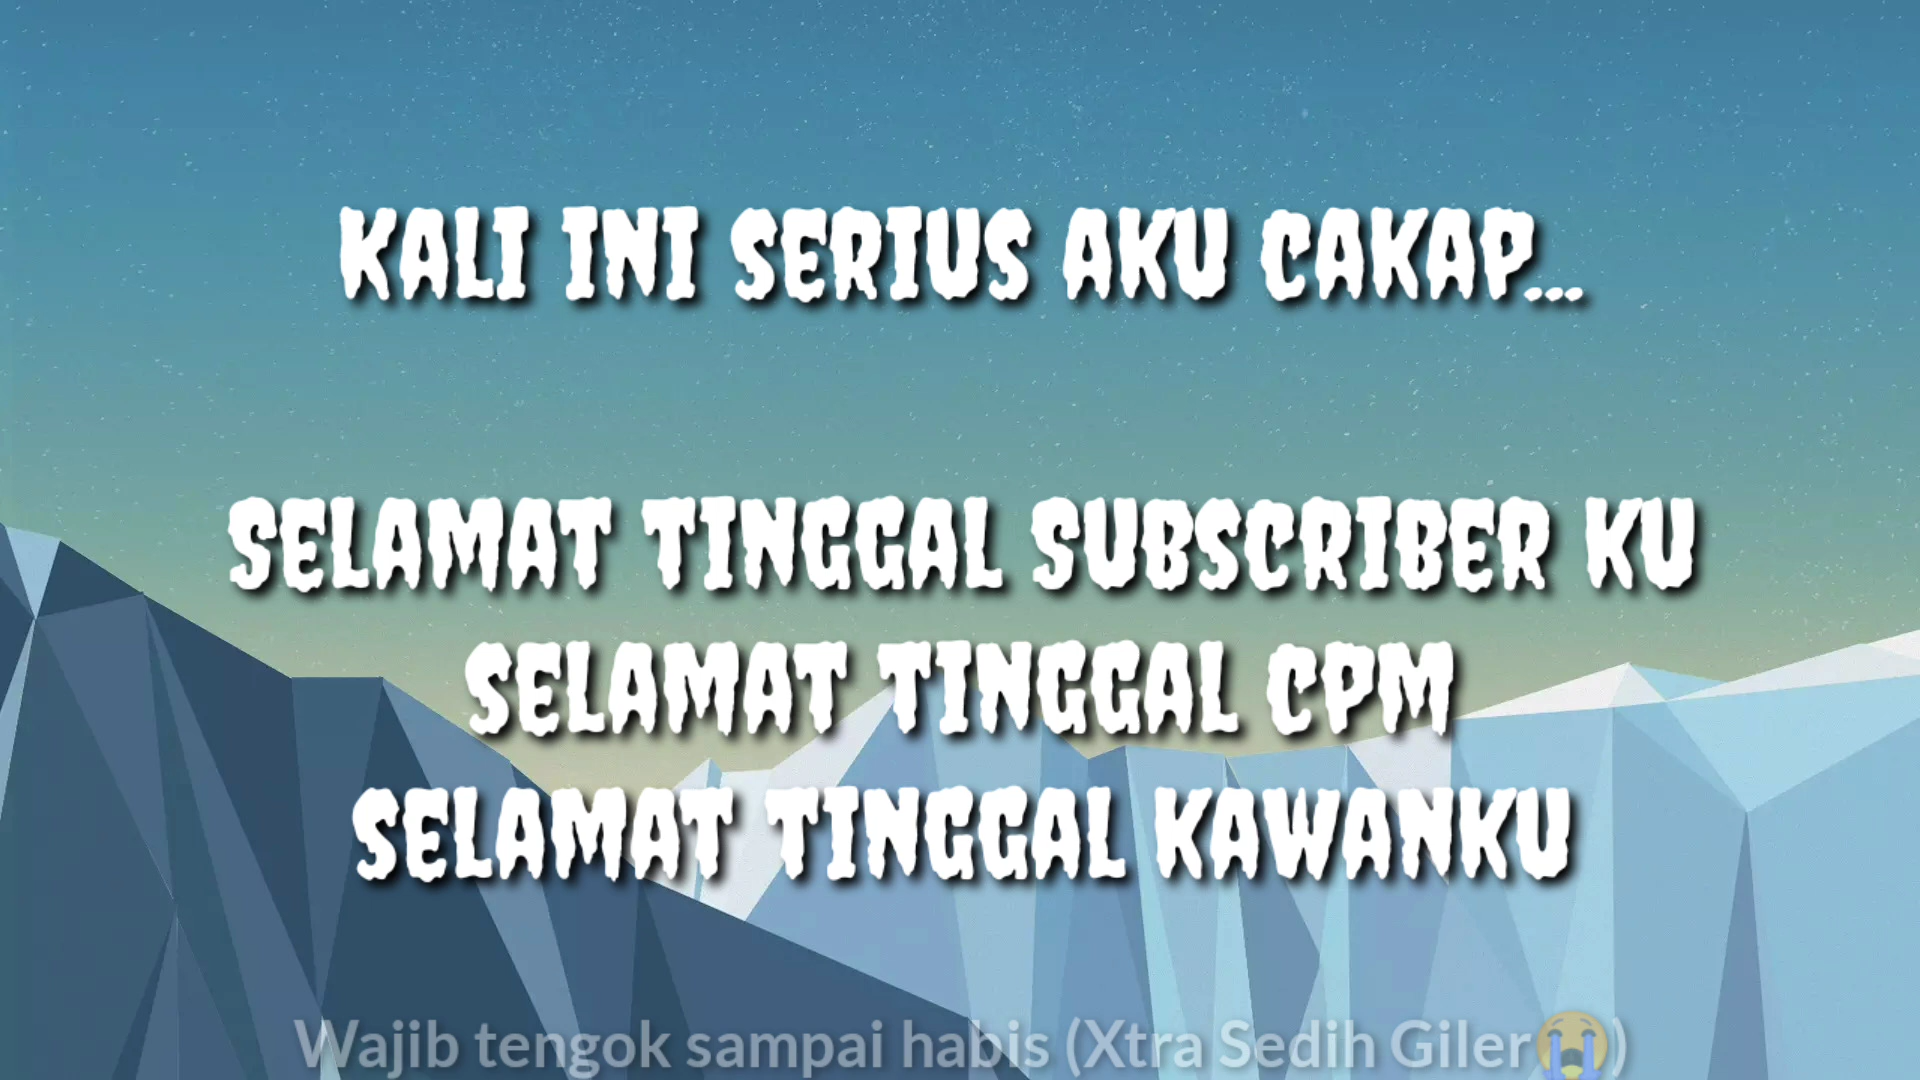 KALI INI SERIUS AKU CAKAP...
SELAMAT TINGGAL SUBSCRIBER KU
SELAMAT TINGGAL CPM
SELAMAT TINGGAL KAWANKU
Wajib tengok sampai habis (Xtra Sedih Giler😭)